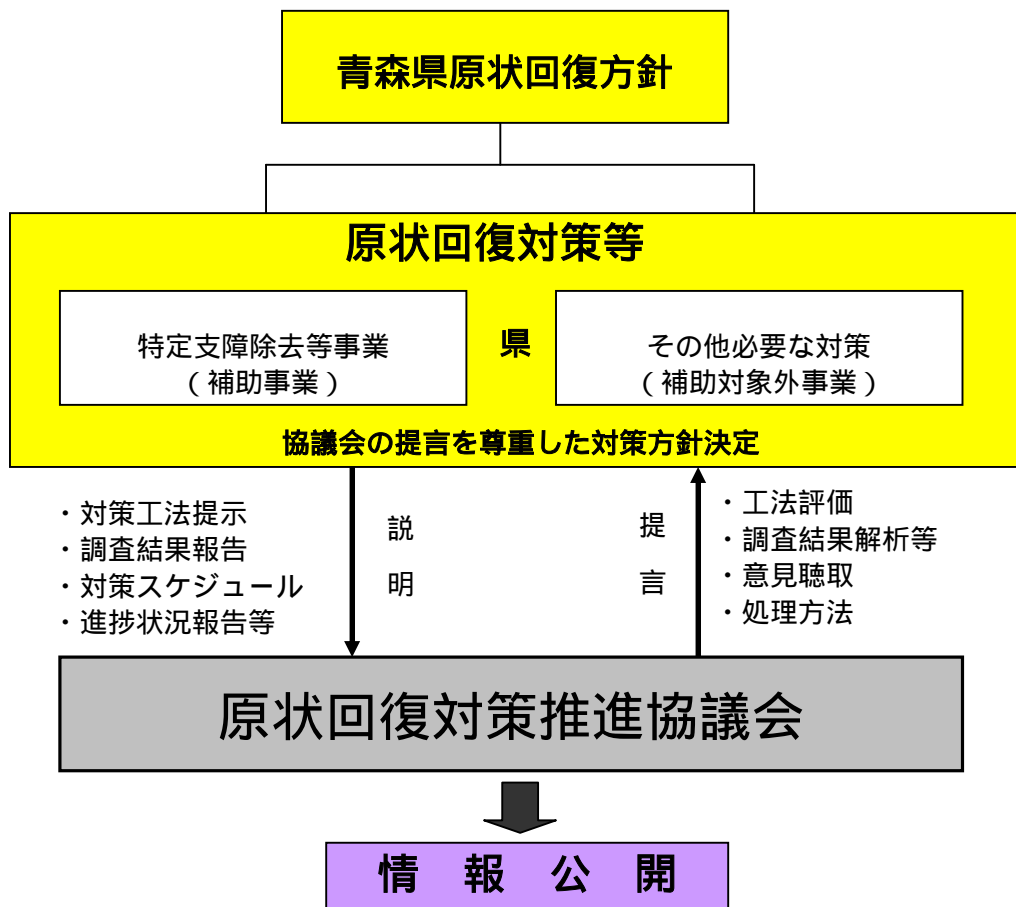 青森県原状回復方針
原状回復対策等
特定支障除去等事業
（補助事業）
県
その他必要な対策
（補助対象外事業）
協議会の提言を尊重した対策方針決定
・対策工法提示
・調査結果報告
・対策スケジュール
・進捗状況報告等
説明
提言
・工法評価
・調査結果解析等
・意見聴取
・処理方法
原状回復対策推進協議会
情報公開